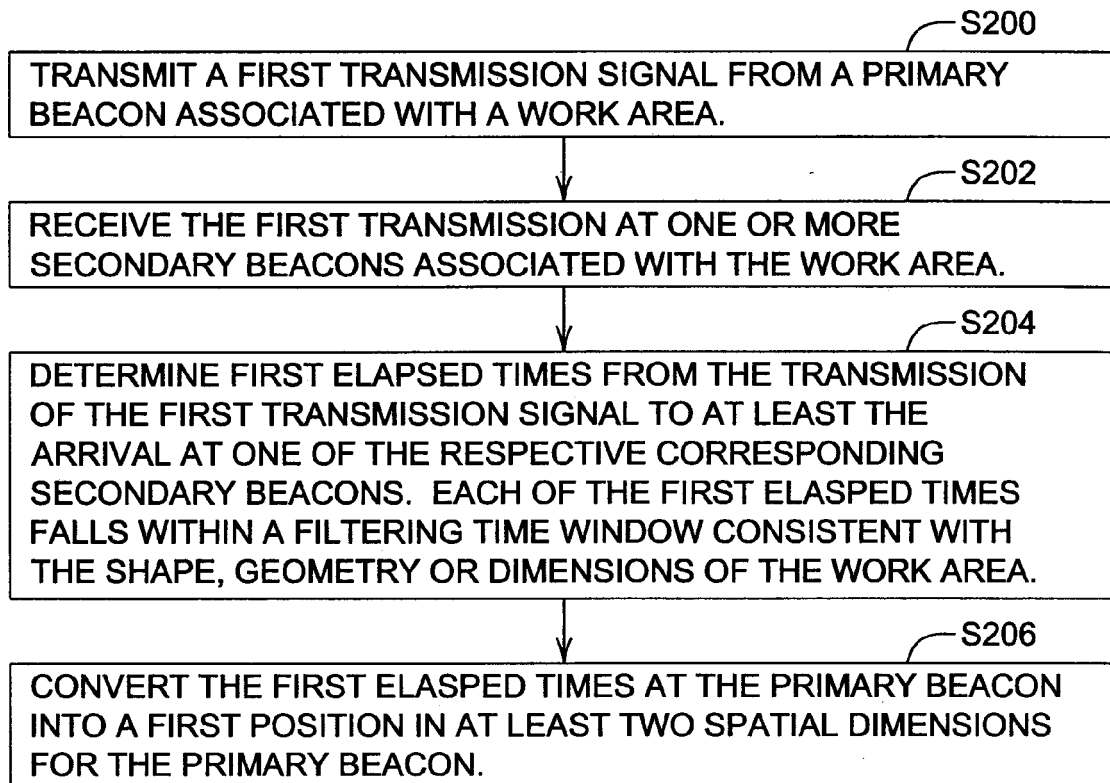 S200
TRANSMIT A FIRST TRANSMISSION SIGNAL FROM A PRIMARY
BEACON ASSOCIATED WITH A WORK AREA.
S202
RECEIVE THE FIRST TRANSMISSION AT ONE OR MORE
SECONDARY BEACONS ASSOCIATED WITH THE WORK AREA.
S204
DETERMINE FIRST ELAPSED TIMES FROM THE TRANSMISSION
OF THE FIRST TRANSMISSION SIGNAL TO AT LEAST THE
ARRIVAL AT ONE OF THE RESPECTIVE CORRESPONDING
SECONDARY BEACONS. EACH OF THE FIRST ELASPED TIMES
FALLS WITHIN A FILTERING TIME WINDOW CONSISTENT WITH
THE SHAPE, GEOMETRY OR DIMENSIONS OF THE WORK AREA.
S206
CONVERT THE FIRST ELASPED TIMES AT THE PRIMARY BEACON
INTO A FIRST POSITION IN AT LEAST TWO SPATIAL DIMENSIONS
FOR THE PRIMARY BEACON.